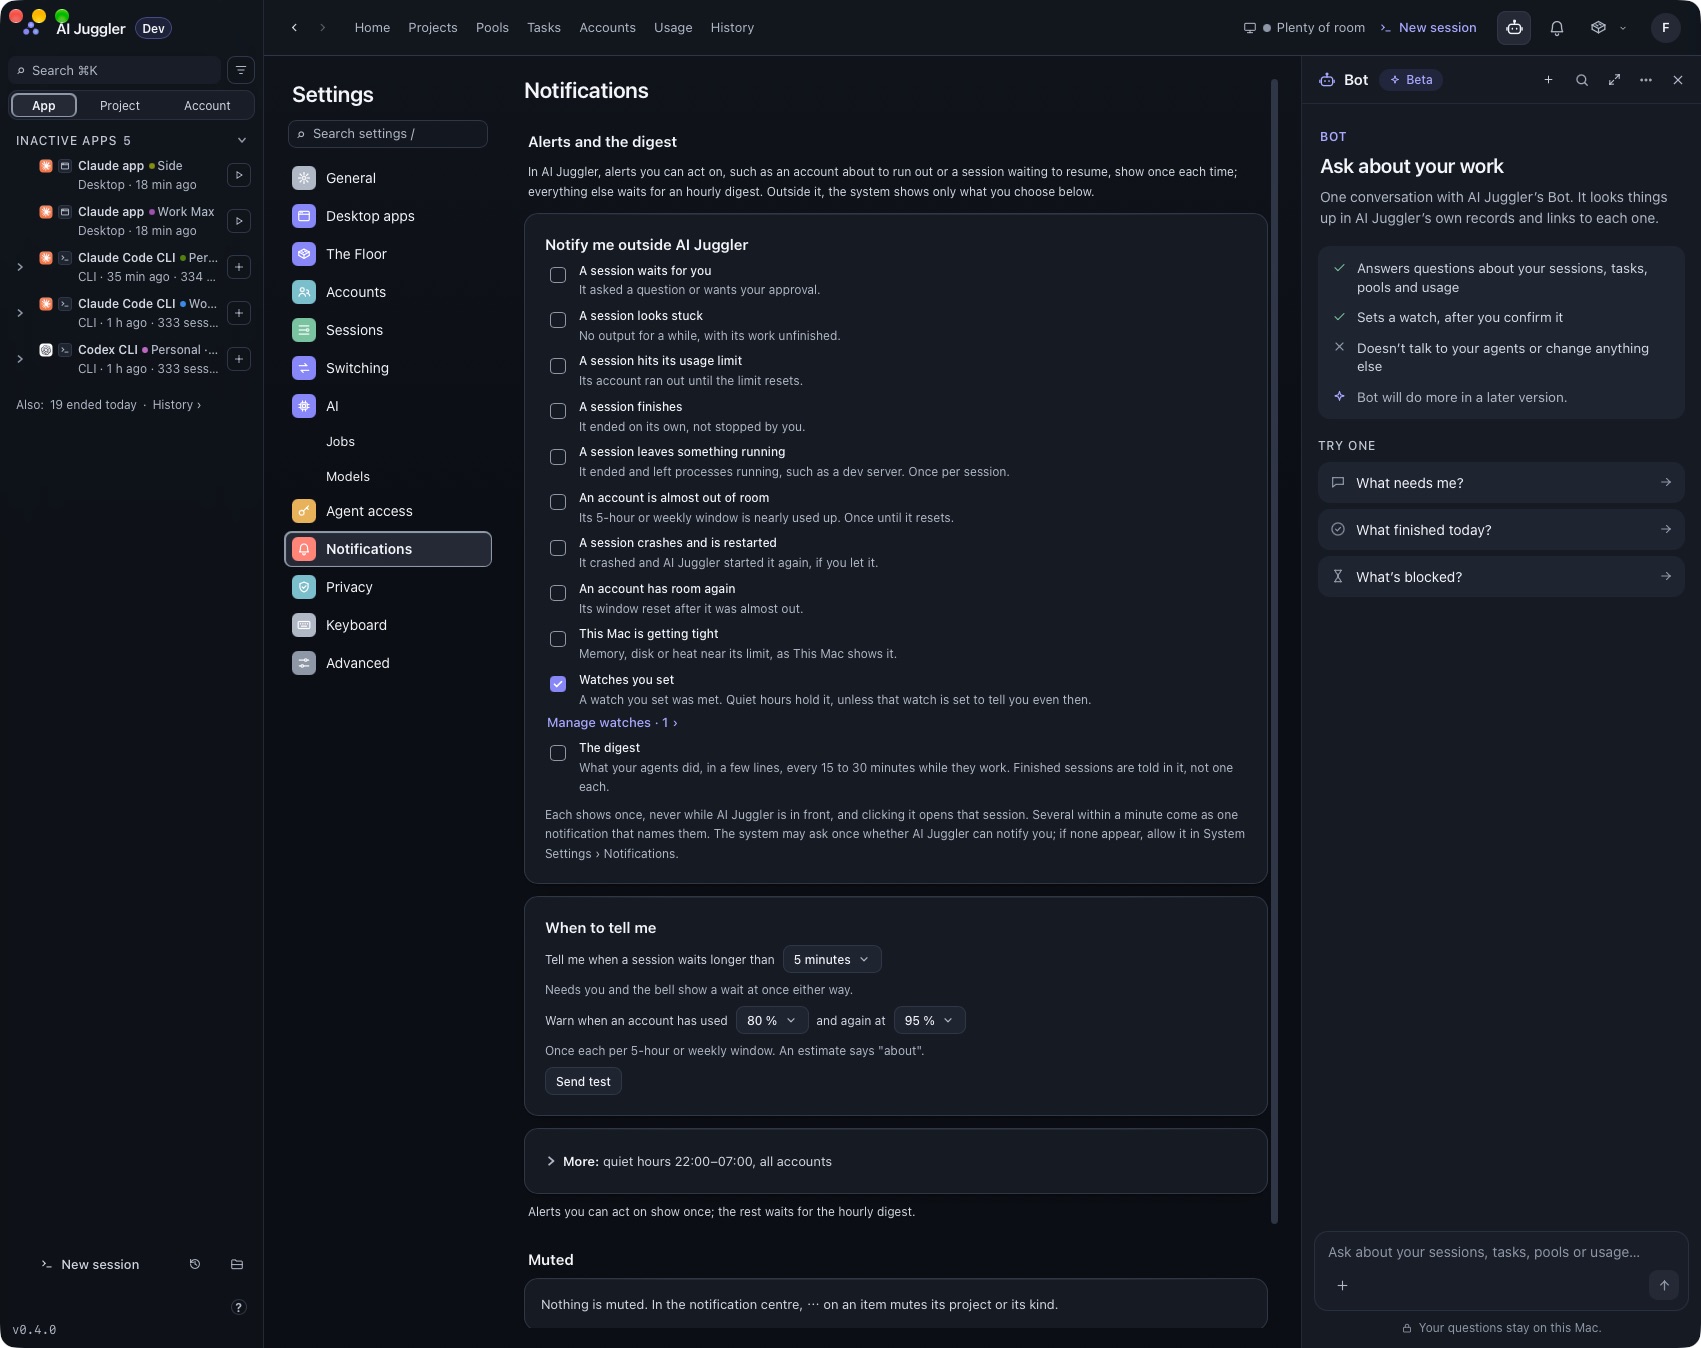 AI Juggler Dev
Search ⌘K
App Project Account
INACTIVE APPS 5
Claude app Side
Desktop · 18 min ago
Claude app Work Max
Desktop · 18 min ago
Claude Code CLI Per...
CLI · 35 min ago · 334 ...
Claude Code CLI Wo...
CLI · 1 h ago · 333 sess...
Codex CLI Personal ·...
CLI · 1 h ago · 333 sess...
Also: 19 ended today · History ›
New session
?
v0.4.0
Home Projects Pools Tasks Accounts Usage History
Plenty of room
New session
F
Settings
Search settings /
General
Desktop apps
The Floor
Accounts
Sessions
Switching
AI
Jobs
Models
Agent access
Notifications
Privacy
Keyboard
Advanced
Notifications
Alerts and the digest
In AI Juggler, alerts you can act on, such as an account about to run out or a session waiting to resume, show once each time;
everything else waits for an hourly digest. Outside it, the system shows only what you choose below.
Notify me outside AI Juggler
A session waits for you
It asked a question or wants your approval.
A session looks stuck
No output for a while, with its work unfinished.
A session hits its usage limit
Its account ran out until the limit resets.
A session finishes
It ended on its own, not stopped by you.
A session leaves something running
It ended and left processes running, such as a dev server. Once per session.
An account is almost out of room
Its 5-hour or weekly window is nearly used up. Once until it resets.
A session crashes and is restarted
It crashed and AI Juggler started it again, if you let it.
An account has room again
Its window reset after it was almost out.
This Mac is getting tight
Memory, disk or heat near its limit, as This Mac shows it.
Watches you set
A watch you set was met. Quiet hours hold it, unless that watch is set to tell you even then.
Manage watches · 1 ›
The digest
What your agents did, in a few lines, every 15 to 30 minutes while they work. Finished sessions are told in it, not one
each.
Each shows once, never while AI Juggler is in front, and clicking it opens that session. Several within a minute come as one
notification that names them. The system may ask once whether AI Juggler can notify you; if none appear, allow it in System
Settings › Notifications.
When to tell me
Tell me when a session waits longer than 5 minutes
Needs you and the bell show a wait at once either way.
Warn when an account has used 80 % and again at 95 %
Once each per 5-hour or weekly window. An estimate says "about".
Send test
More: quiet hours 22:00–07:00, all accounts
Alerts you can act on show once; the rest waits for the hourly digest.
Muted
Nothing is muted. In the notification centre, ··· on an item mutes its project or its kind.
Bot Beta
BOT
Ask about your work
One conversation with AI Juggler’s Bot. It looks things
up in AI Juggler’s own records and links to each one.
Answers questions about your sessions, tasks,
pools and usage
Sets a watch, after you confirm it
Doesn’t talk to your agents or change anything
else
Bot will do more in a later version.
TRY ONE
What needs me?
What finished today?
What’s blocked?
Ask about your sessions, tasks, pools or usage...
Your questions stay on this Mac.